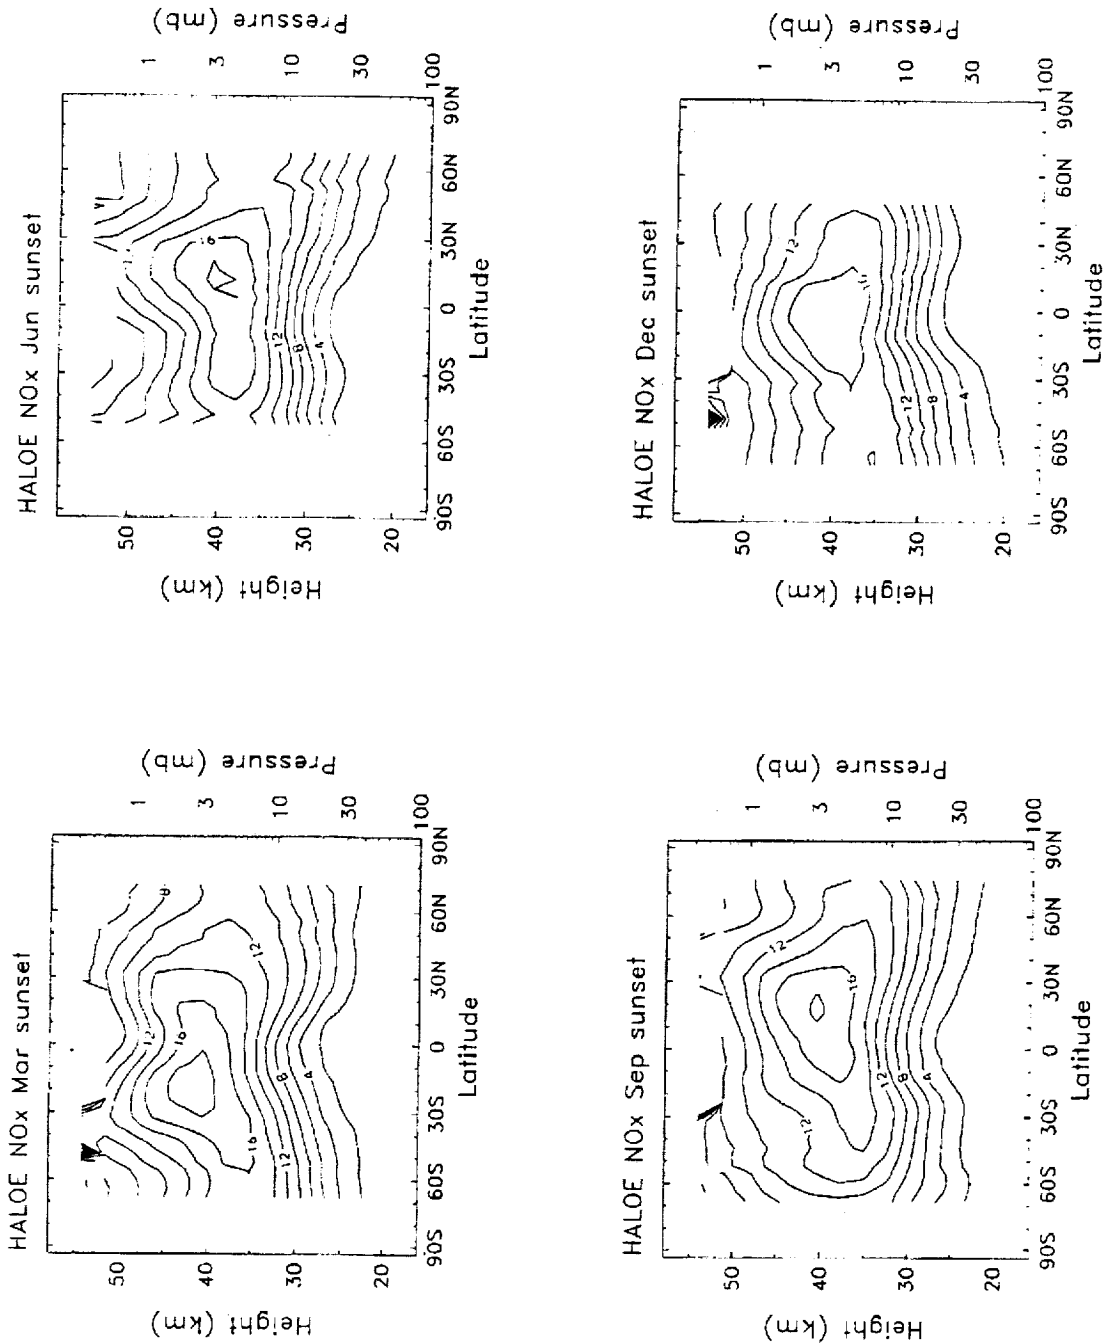 HALOE NOx Mar sunset
Height (km)
50
40
30
20
12
16
8
12
16
12
8
4
1
3
10
30
100
Pressure (mb)
90S 60S 30S 0 30N 60N 90N
Latitude
HALOE NOx Jun sunset
Height (km)
50
40
30
20
16
12
8
4
1
3
10
30
100
Pressure (mb)
90S 60S 30S 0 30N 60N 90N
Latitude
HALOE NOx Sep sunset
Height (km)
50
40
30
20
12
12
16
12
8
4
1
3
10
30
100
Pressure (mb)
90S 60S 30S 0 30N 60N 90N
Latitude
HALOE NOx Dec sunset
Height (km)
50
40
30
20
12
12
8
4
1
3
10
30
100
Pressure (mb)
90S 60S 30S 0 30N 60N 90N
Latitude